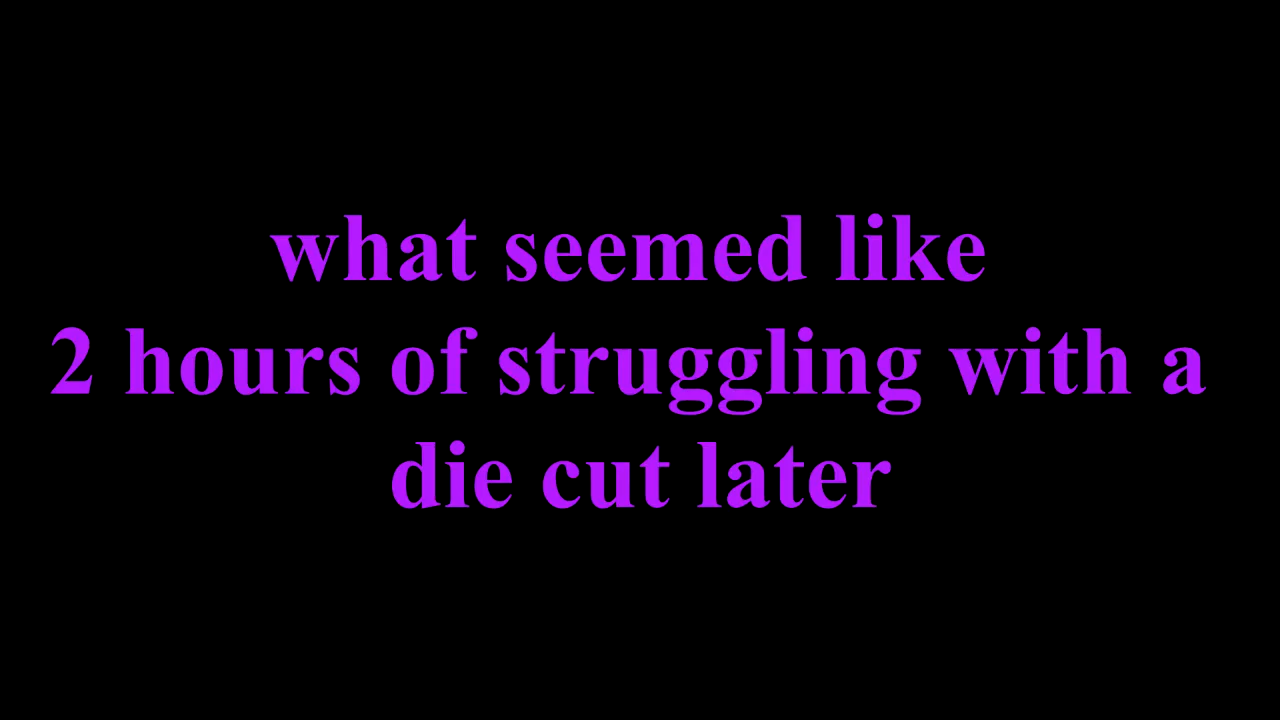 what seemed like
2 hours of struggling with a
die cut later